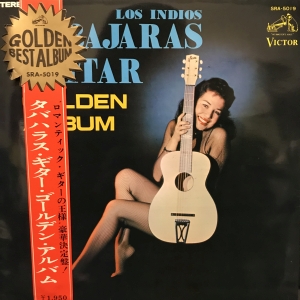 STERE
GOLDEN
BEST ALBUM
SRA-5019
LOS INDIOS
AJARAS
TAR
LDEN
BUM
SRA-5019
VICTOR
ロマンティック・ギターの王様、豪華決定盤!
タバハラス・ギター・ゴールデン・アルバム
¥1,950